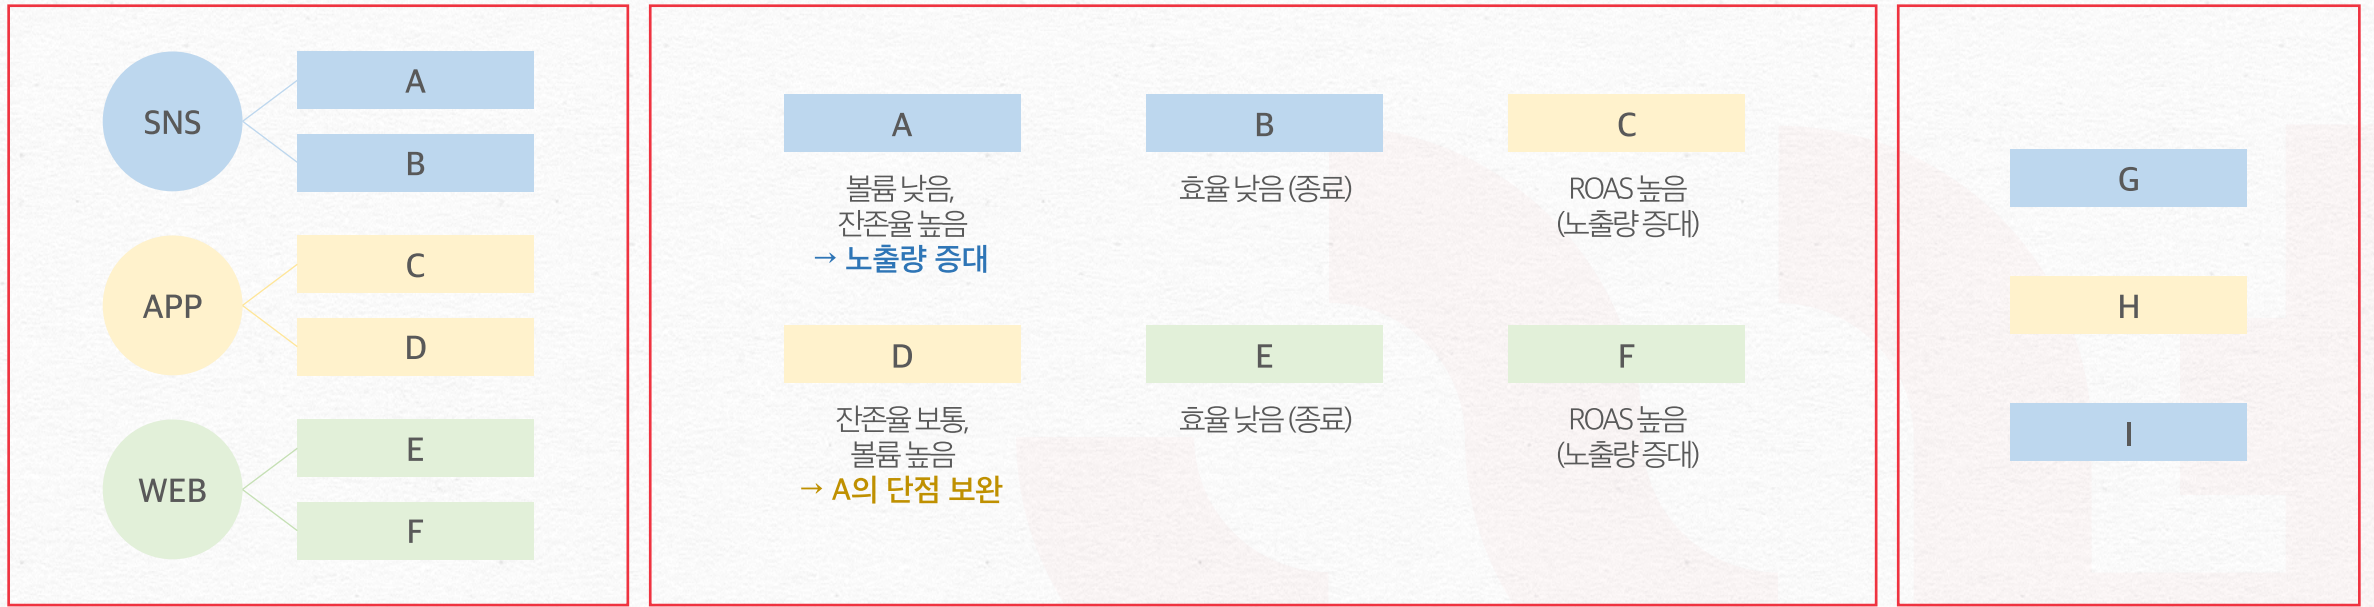 SNS
A
B
APP
C
D
WEB
E
F
A
볼륨 낮음,
잔존율 높음
→ 노출량 증대
B
효율 낮음 (종료)
C
ROAS 높음
(노출량 증대)
D
잔존율 보통,
볼륨 높음
→ A의 단점 보완
E
효율 낮음 (종료)
F
ROAS 높음
(노출량 증대)
G
H
I